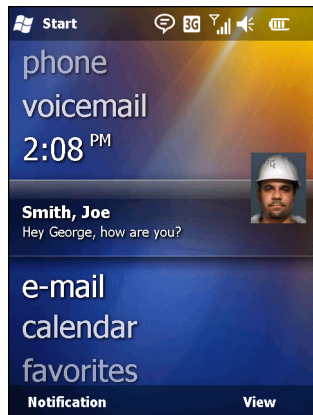 Start 3G
phone
voicemail
2:08 PM
Smith, Joe
Hey George, how are you?
e-mail
calendar
favorites
Notification View